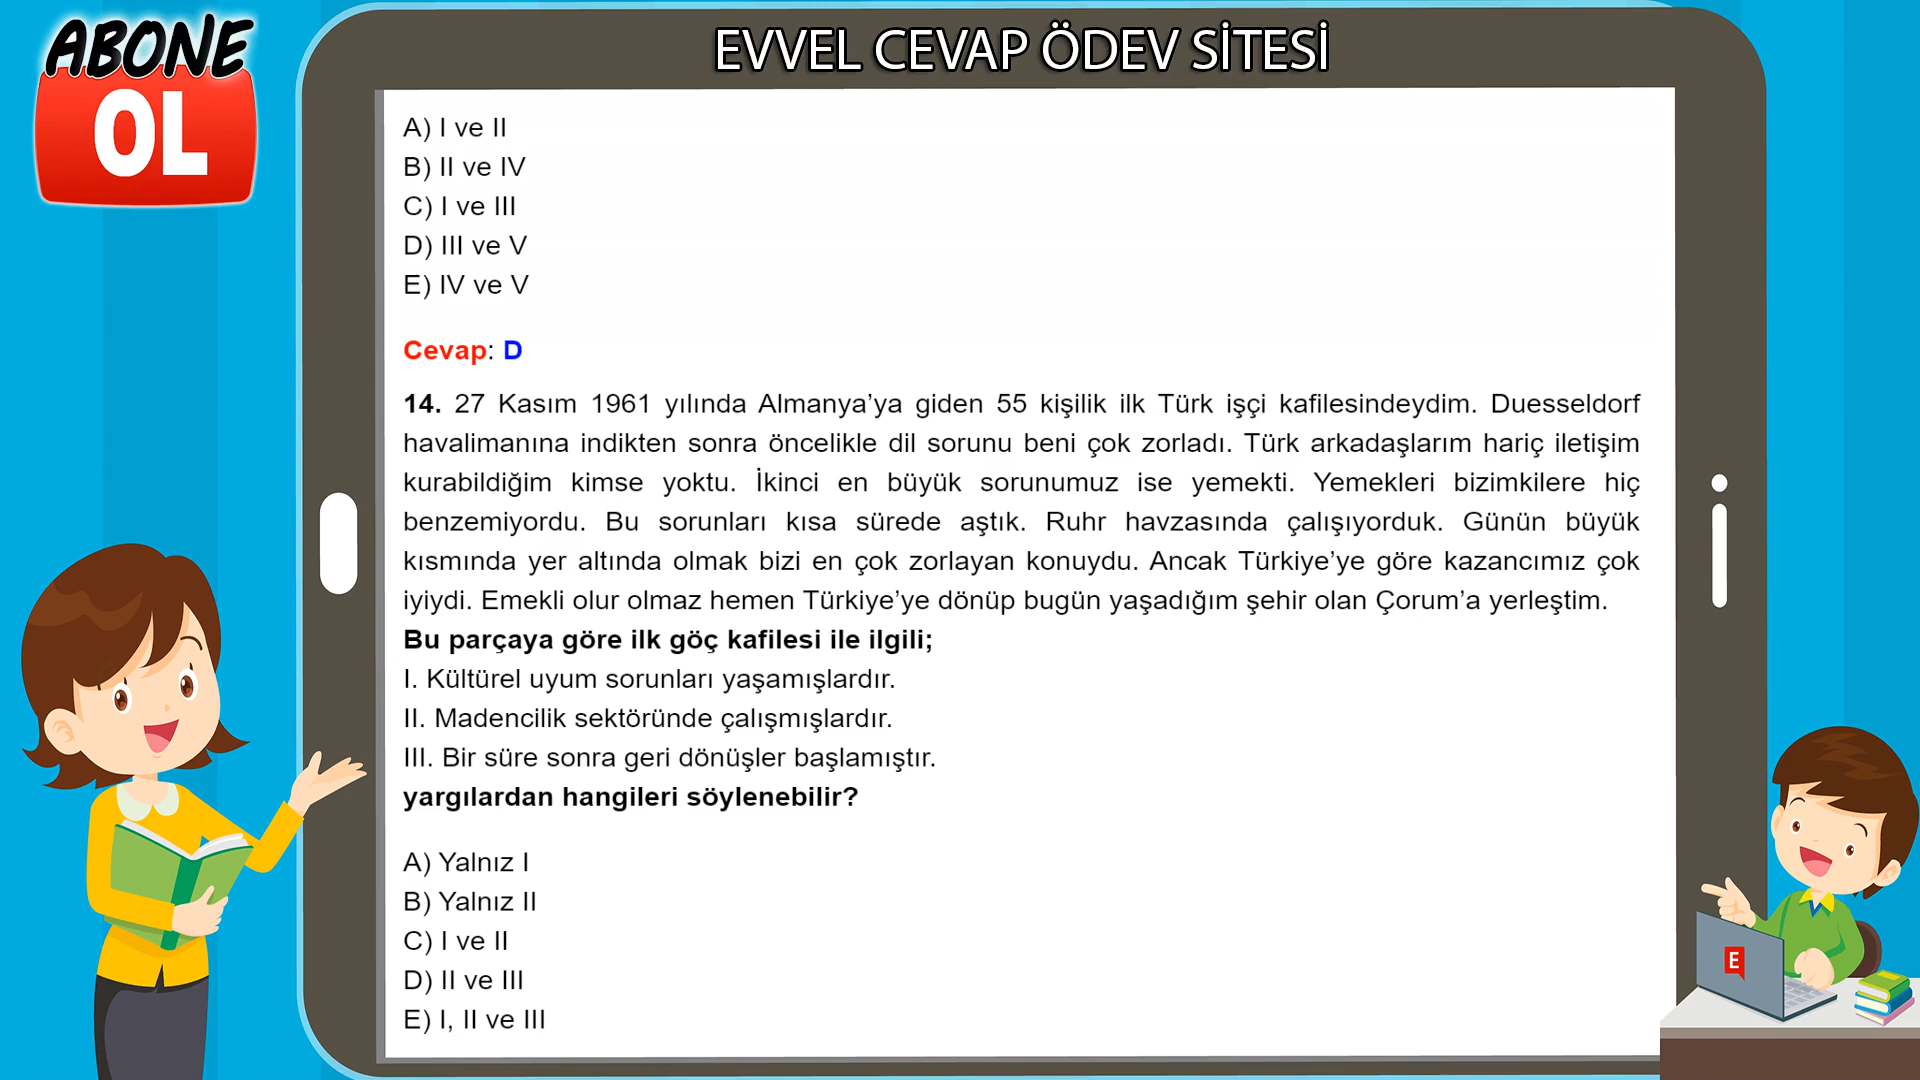 ABONE
OL
EVVEL CEVAP ÖDEV SİTESİ
A) I ve II
B) II ve IV
C) I ve III
D) III ve V
E) IV ve V
Cevap: D
14. 27 Kasım 1961 yılında Almanya’ya giden 55 kişilik ilk Türk işçi kafilesindeydim. Duesseldorf
havalimanına indikten sonra öncelikle dil sorunu beni çok zorladı. Türk arkadaşlarım hariç iletişim
kurabildiğim kimse yoktu. İkinci en büyük sorunumuz ise yemekti. Yemekleri bizimkilere hiç
benzemiyordu. Bu sorunları kısa sürede aştık. Ruhr havzasında çalışıyorduk. Günün büyük
kısmında yer altında olmak bizi en çok zorlayan konuydu. Ancak Türkiye’ye göre kazancımız çok
iyiydi. Emekli olur olmaz hemen Türkiye’ye dönüp bugün yaşadığım şehir olan Çorum’a yerleştim.
Bu parçaya göre ilk göç kafilesi ile ilgili;
I. Kültürel uyum sorunları yaşamışlardır.
II. Madencilik sektöründe çalışmışlardır.
III. Bir süre sonra geri dönüşler başlamıştır.
yargılardan hangileri söylenebilir?
A) Yalnız I
B) Yalnız II
C) I ve II
D) II ve III
E) I, II ve III
E